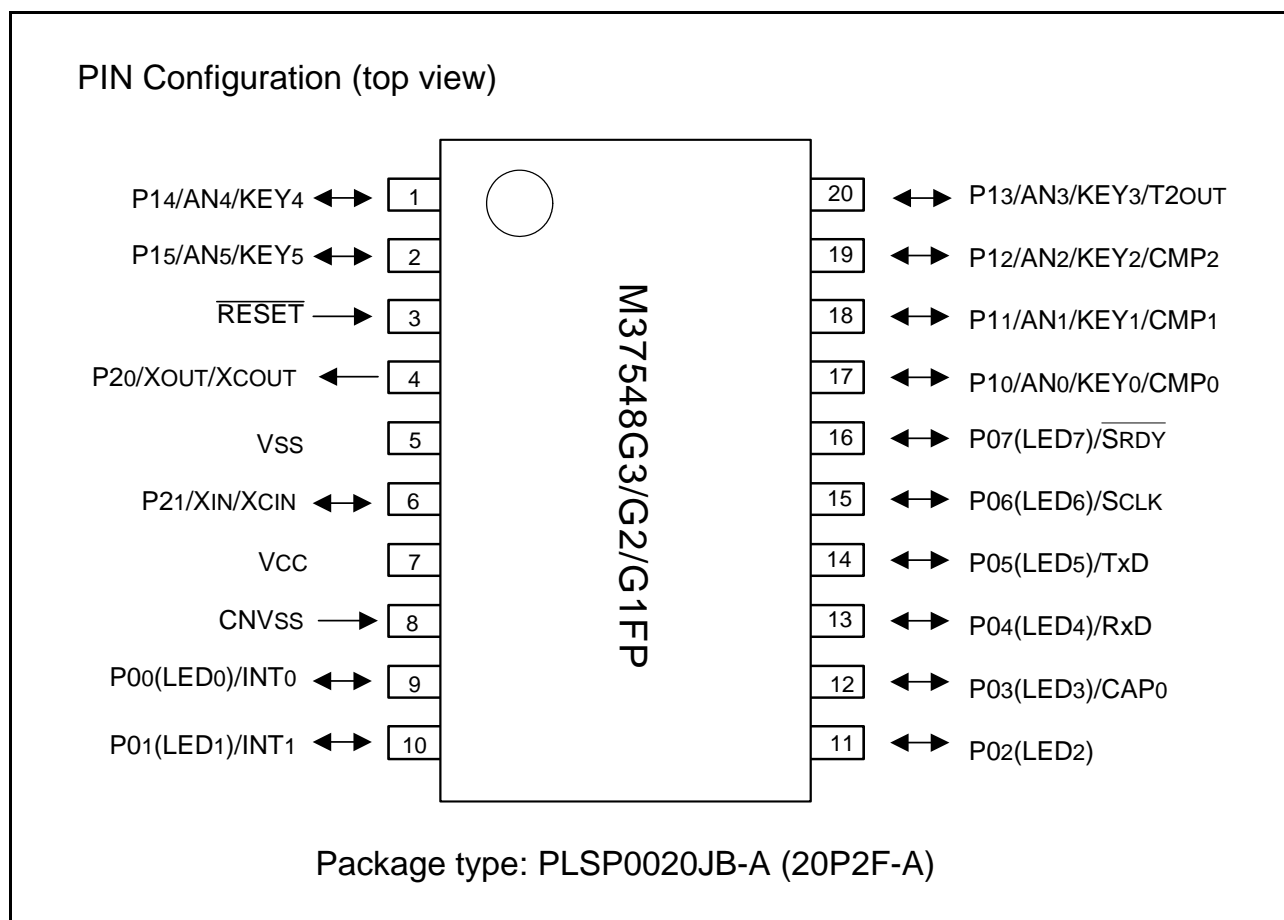 PIN Configuration (top view)
P14/AN4/KEY4 1
P15/AN5/KEY5 2
RESET 3
P20/XOUT/XCOUT 4
VSS 5
P21/XIN/XCIN 6
VCC 7
CNVSS 8
P00(LED0)/INT0 9
P01(LED1)/INT1 10
M37548G3/G2/G1FP
20 P13/AN3/KEY3/T2OUT
19 P12/AN2/KEY2/CMP2
18 P11/AN1/KEY1/CMP1
17 P10/AN0/KEY0/CMP0
16 P07(LED7)/SRDY
15 P06(LED6)/SCLK
14 P05(LED5)/TxD
13 P04(LED4)/RxD
12 P03(LED3)/CAP0
11 P02(LED2)
Package type: PLSP0020JB-A (20P2F-A)